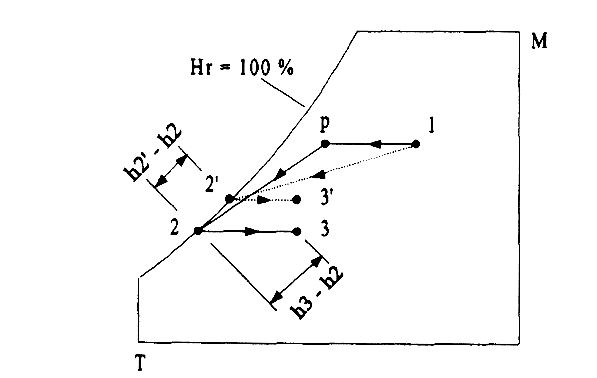 M
Hr = 100 %
p
1
h2' - h2
2'
3'
2
3
h3 - h2
T